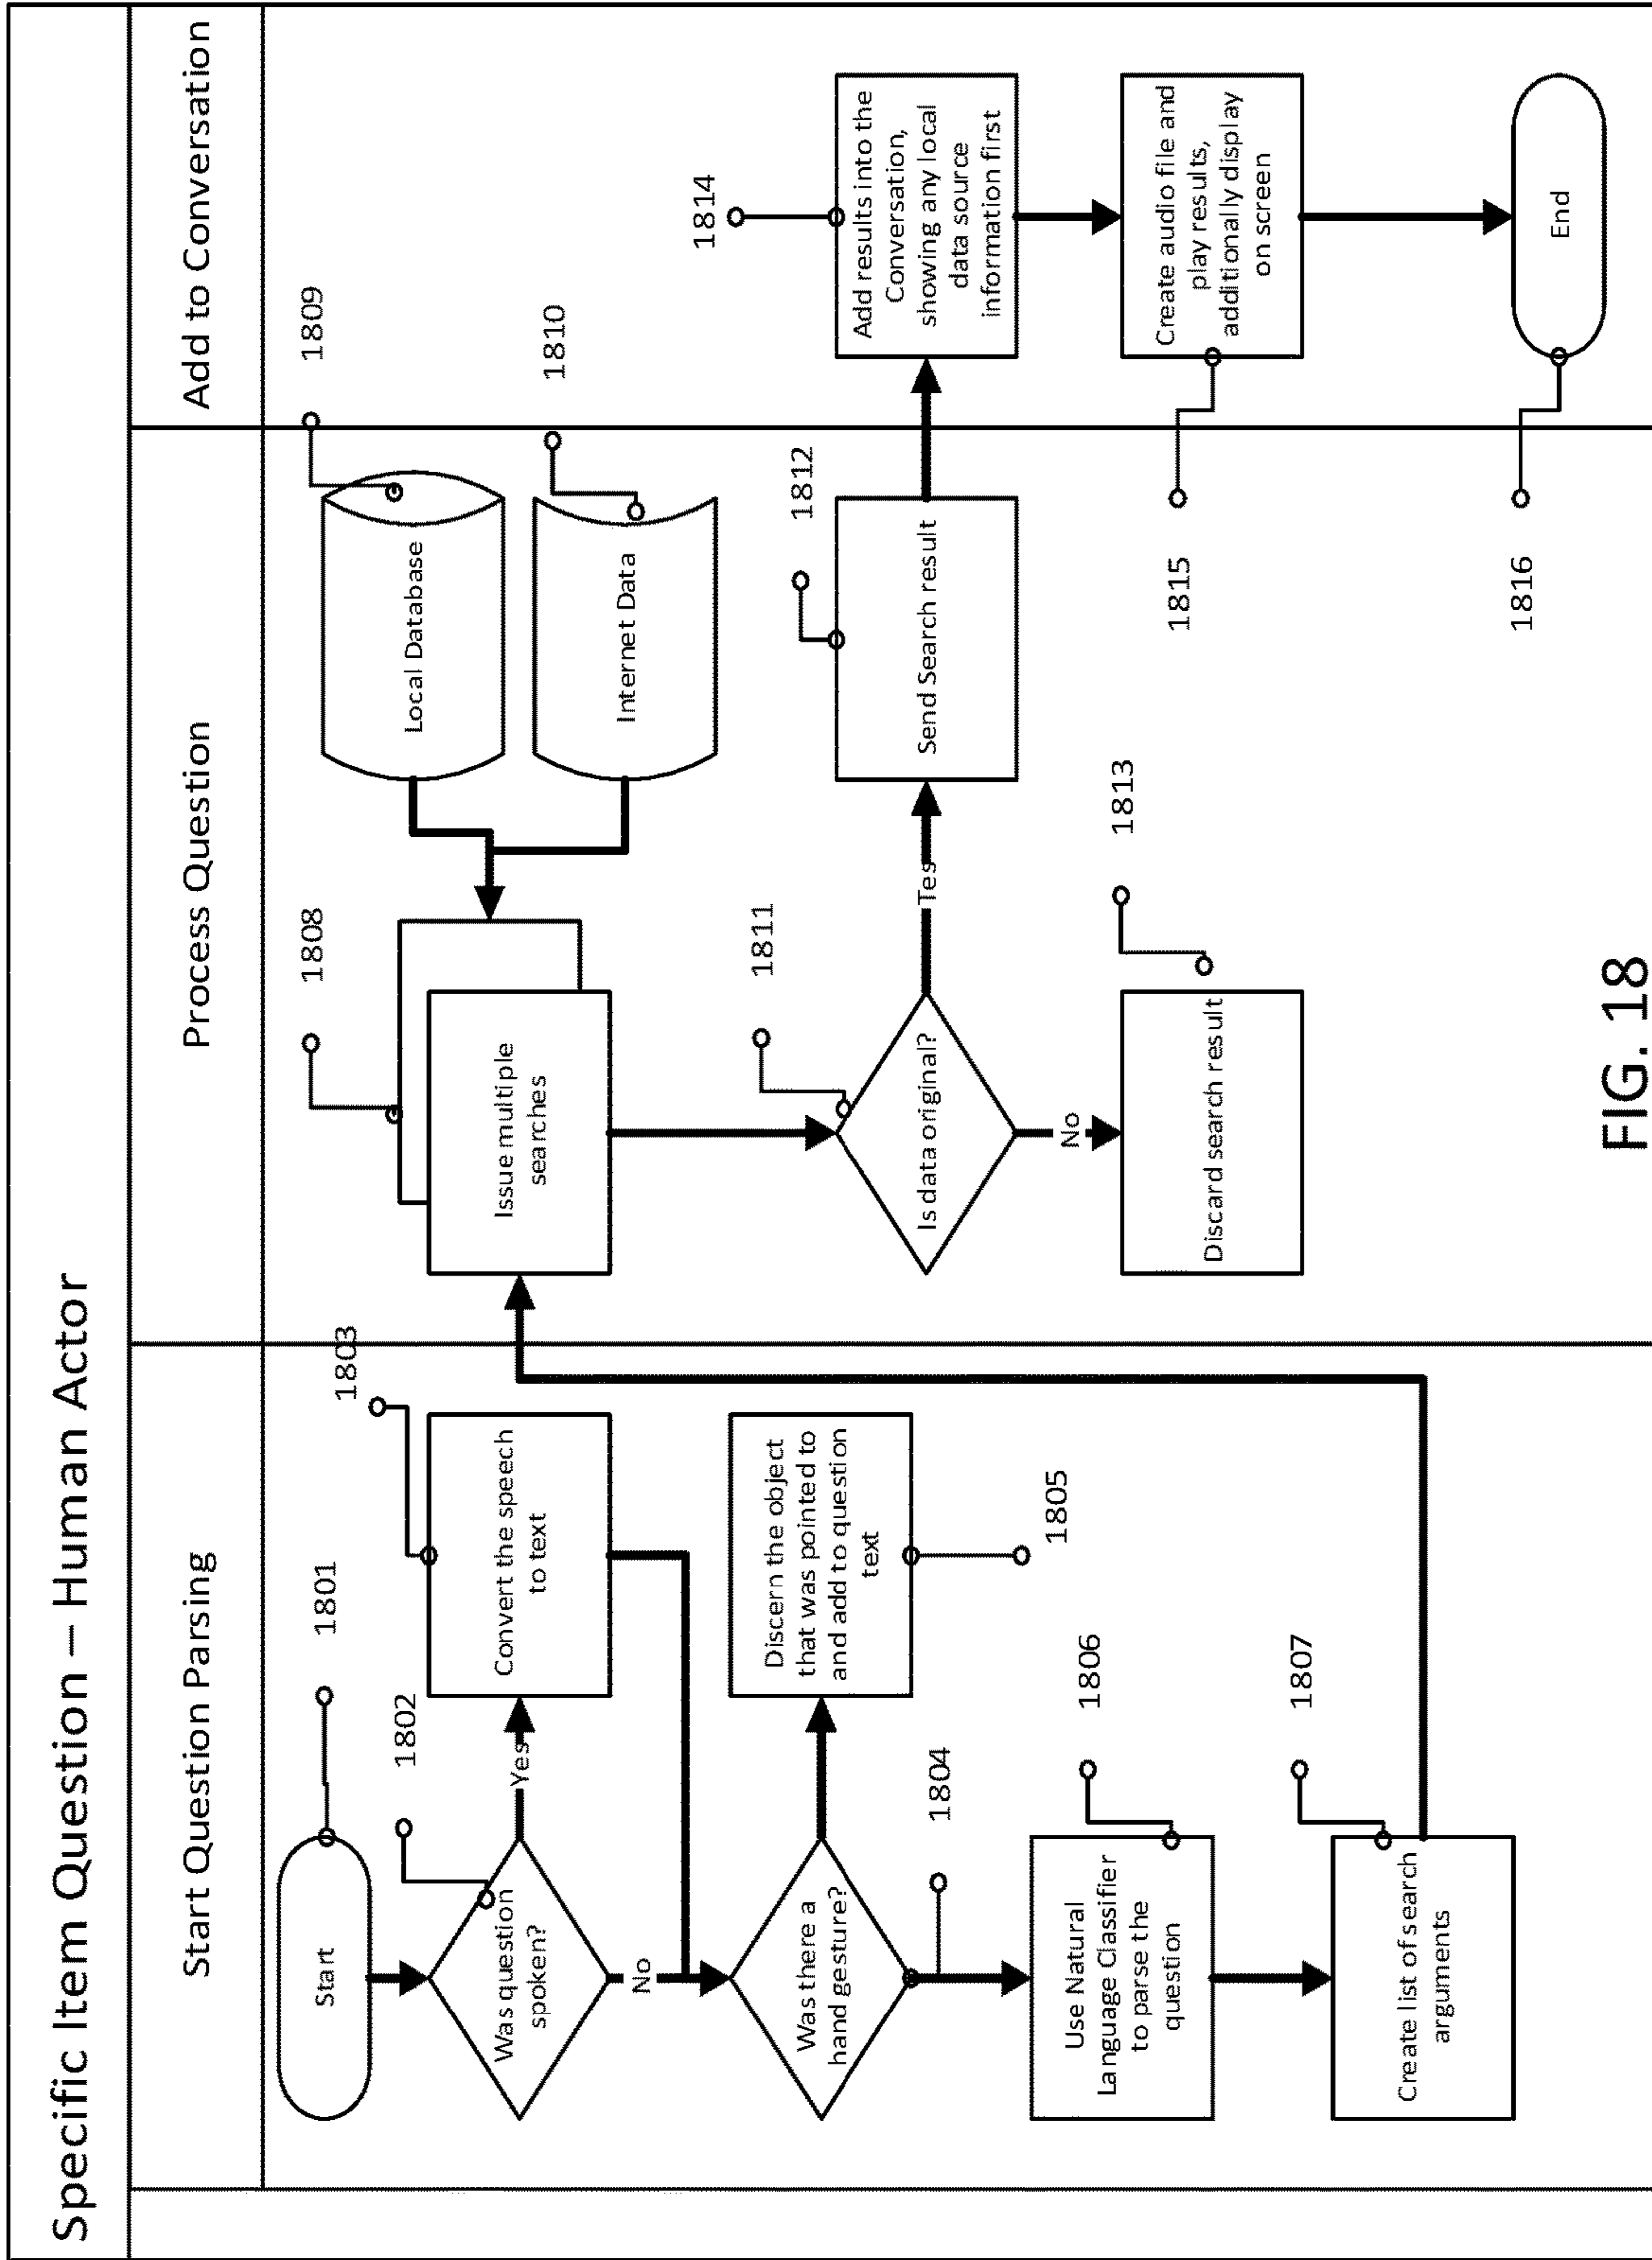 Specific Item Question – Human Actor
Start Question Parsing
Process Question
Add to Conversation
Start
1801
Was question
spoken?
1802
Yes
No
Convert the speech
to text
1803
Was there a
hand gesture?
1804
Discern the object
that was pointed to
and add to question
text
1805
Use Natural
Language Classifier
to parse the
question
1806
Create list of search
arguments
1807
Issue multiple
searches
1808
Local Database
1809
Internet Data
1810
Is data original?
1811
Yes
No
Send Search result
1812
Discard search result
1813
Add results into the
Conversation,
showing any local
data source
information first
1814
Create audio file and
play results,
additionally display
on screen
1815
End
1816
FIG. 18